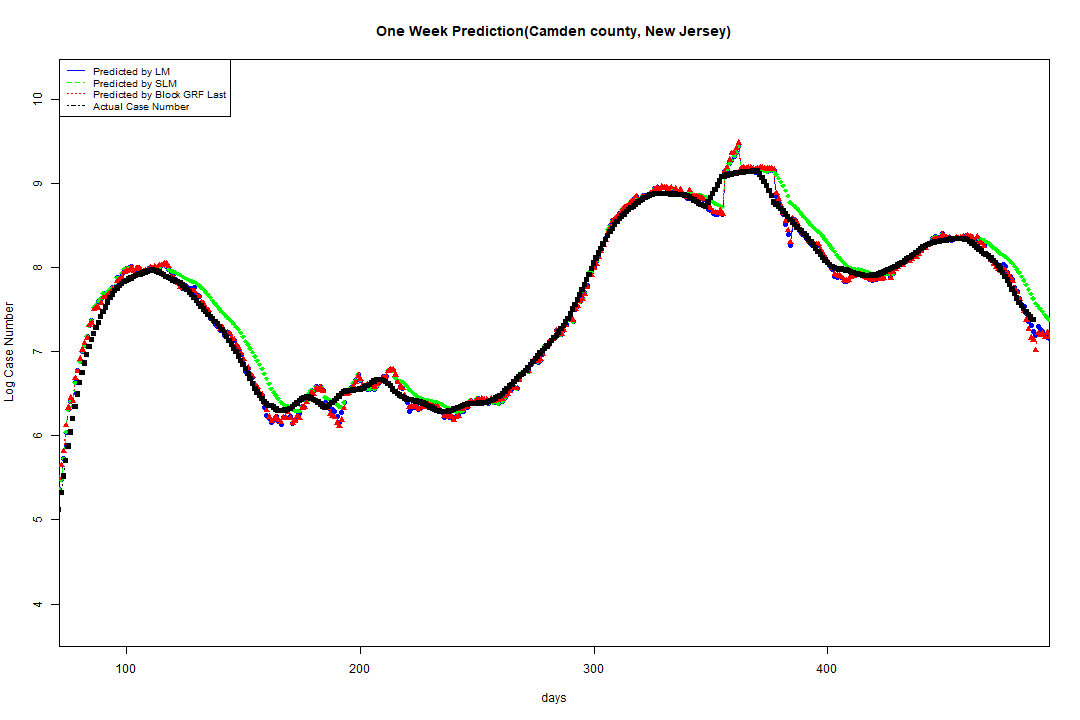 One Week Prediction(Camden county, New Jersey)
Predicted by LM
Predicted by SLM
Predicted by Block GRF Last
Actual Case Number
10
9
8
7
6
5
4
Log Case Number
100 200 300 400
days